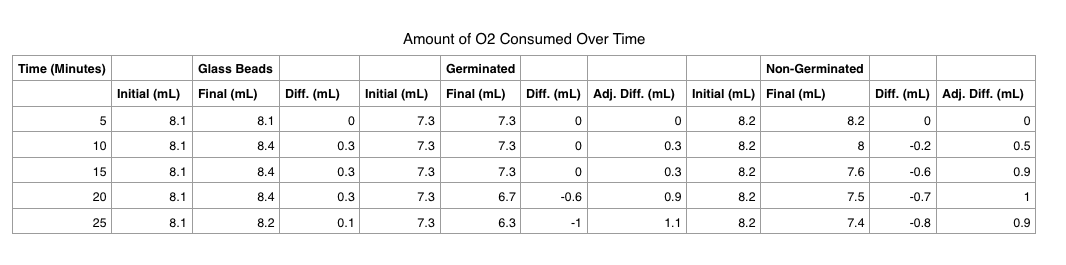 Amount of O2 Consumed Over Time
Time (Minutes) Glass Beads Germinated Non-Germinated
Initial (mL) Final (mL) Diff. (mL) Initial (mL) Final (mL) Diff. (mL) Adj. Diff. (mL) Initial (mL) Final (mL) Diff. (mL) Adj. Diff. (mL)
5 8.1 8.1 0 7.3 7.3 0 0 8.2 8.2 0 0
10 8.1 8.4 0.3 7.3 7.3 0 0.3 8.2 8 -0.2 0.5
15 8.1 8.4 0.3 7.3 7.3 0 0.3 8.2 7.6 -0.6 0.9
20 8.1 8.4 0.3 7.3 6.7 -0.6 0.9 8.2 7.5 -0.7 1
25 8.1 8.2 0.1 7.3 6.3 -1 1.1 8.2 7.4 -0.8 0.9